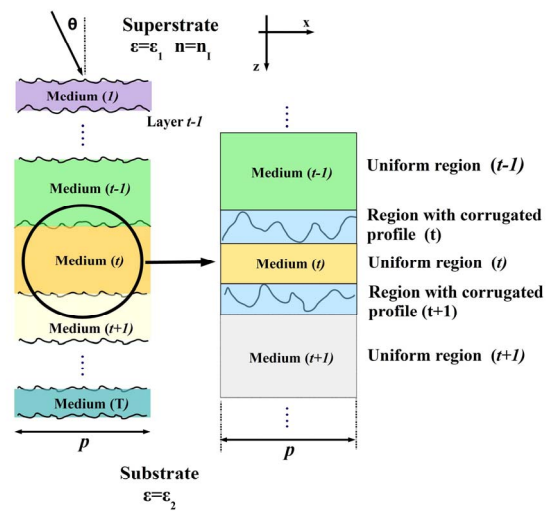 θ
Superstrate
ε=ε1 n=nI
x
z
Medium (1)
Layer t-1
Medium (t-1)
Medium (t)
Medium (t+1)
Medium (T)
p
Substrate
ε=ε2
Medium (t-1)
Uniform region (t-1)
Region with corrugated
profile (t)
Medium (t)
Uniform region (t)
Region with corrugated
profile (t+1)
Medium (t+1)
Uniform region (t+1)
p